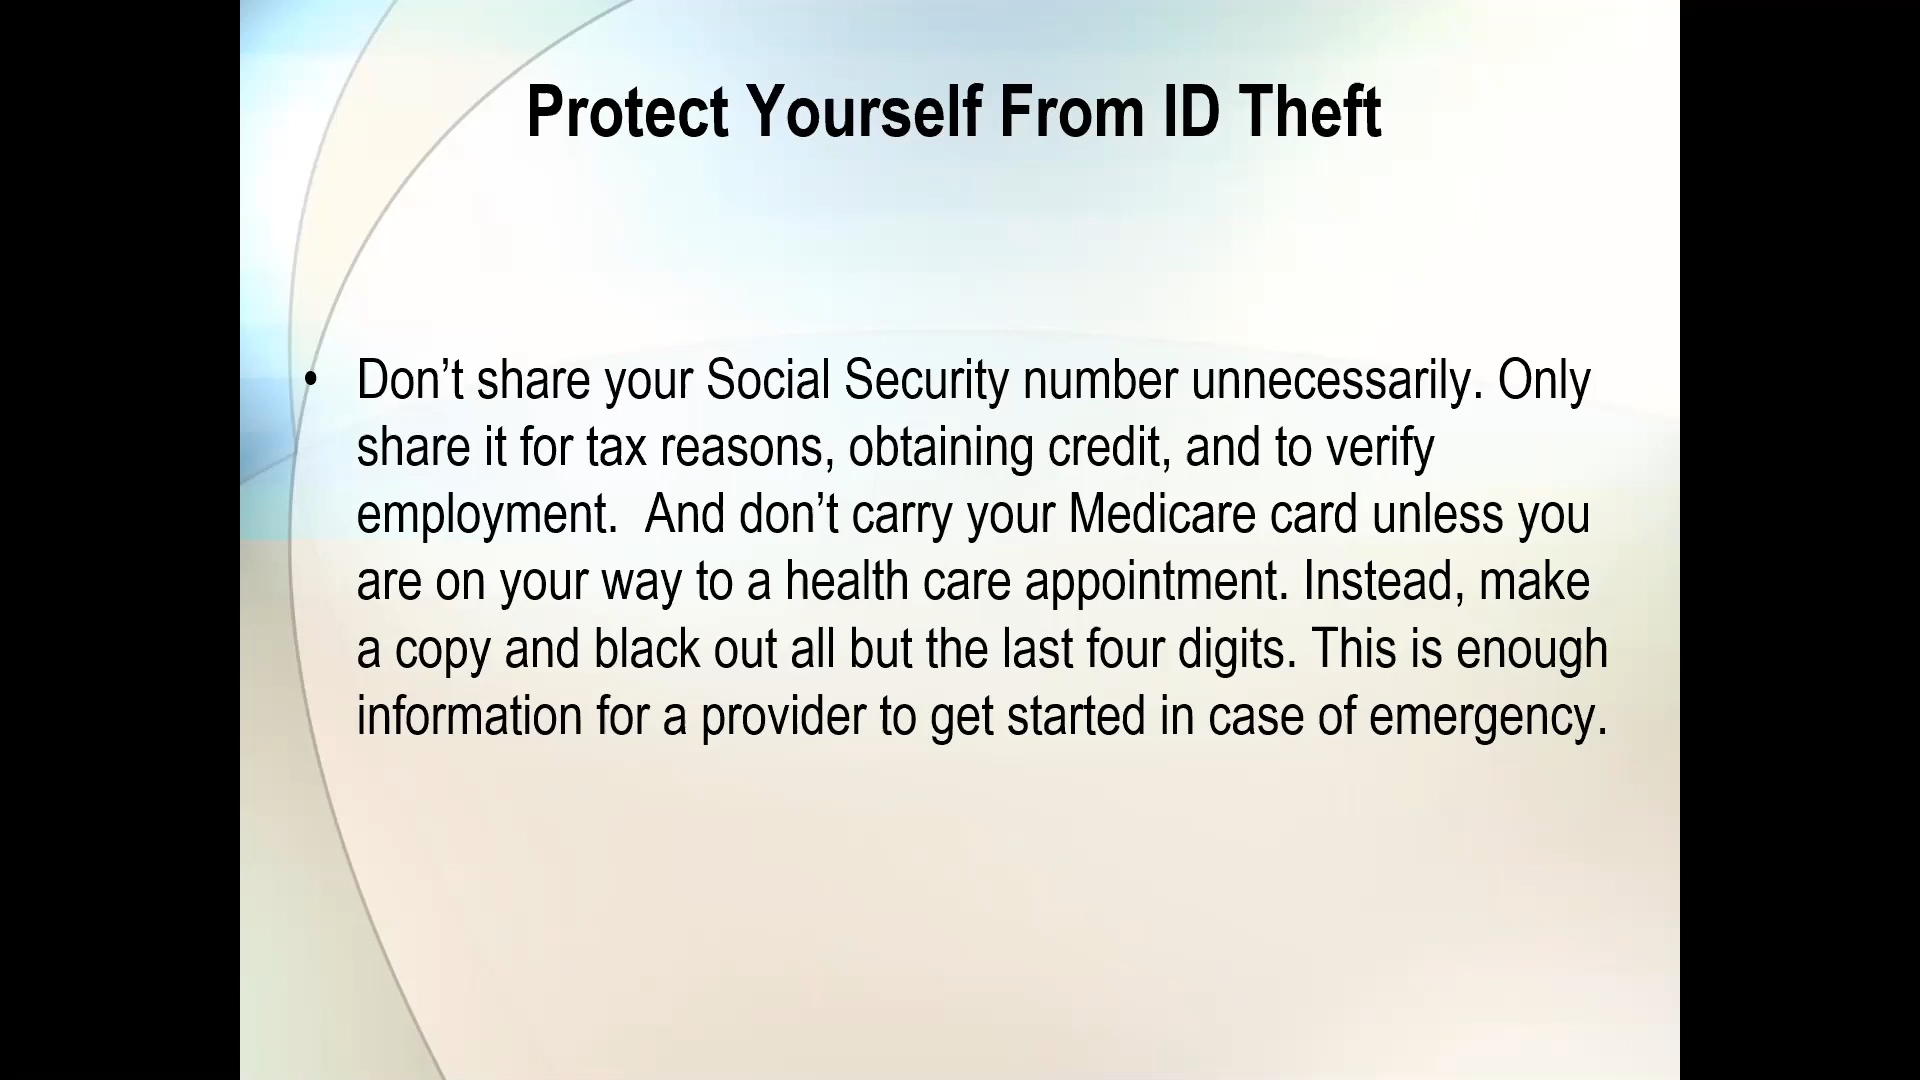 Protect Yourself From ID Theft
• Don’t share your Social Security number unnecessarily. Only
share it for tax reasons, obtaining credit, and to verify
employment.  And don’t carry your Medicare card unless you
are on your way to a health care appointment. Instead, make
a copy and black out all but the last four digits. This is enough
information for a provider to get started in case of emergency.